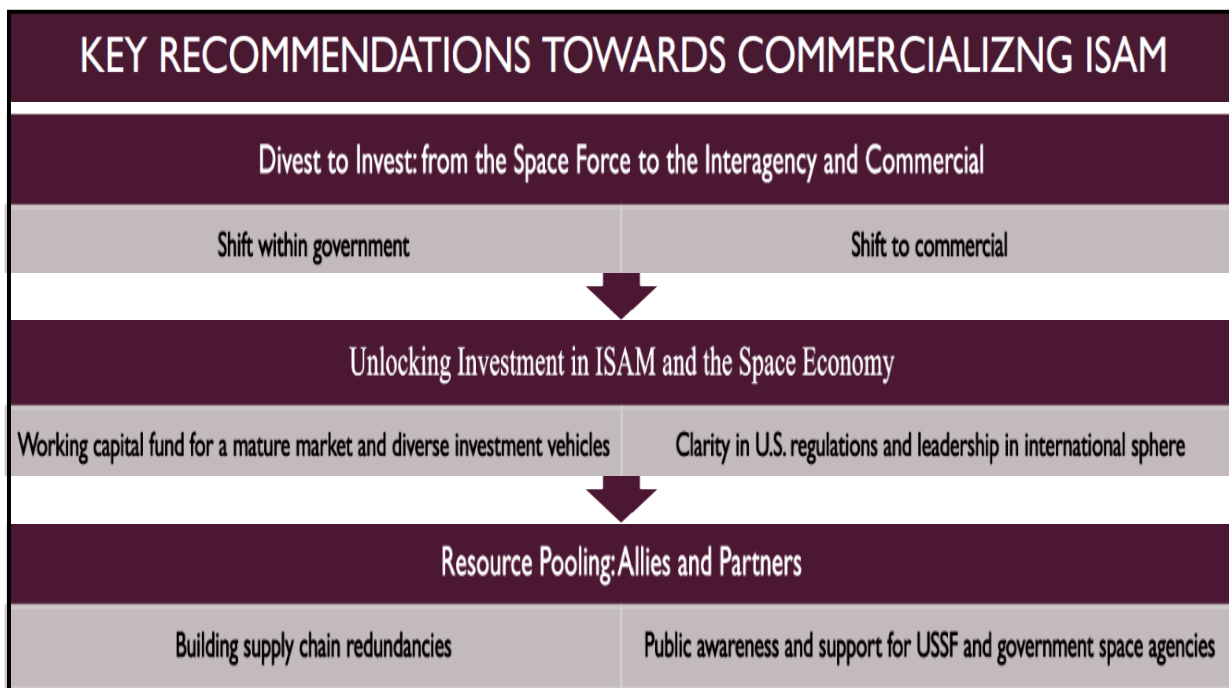 KEY RECOMMENDATIONS TOWARDS COMMERCIALIZNG ISAM
Divest to Invest: from the Space Force to the Interagency and Commercial
Shift within government
Shift to commercial
Unlocking Investment in ISAM and the Space Economy
Working capital fund for a mature market and diverse investment vehicles
Clarity in U.S. regulations and leadership in international sphere
Resource Pooling: Allies and Partners
Building supply chain redundancies
Public awareness and support for USSF and government space agencies